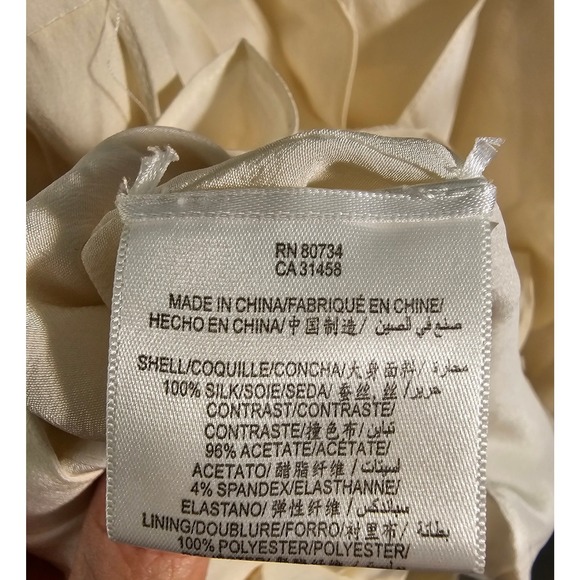 RN 80734
CA 31458
MADE IN CHINA/FABRIQUÉ EN CHINE/
HECHO EN CHINA/中国制造/ صنع في الصين/
SHELL/COQUILLE/CONCHA/大身面料/ محارة/
100% SILK/SOIE/SEDA/ 蚕丝, 丝/ حرير/
CONTRAST/CONTRASTE/
CONTRASTE/撞色布/ تباين/
96% ACETATE/ACÉTATE/
ACETATO/ 醋脂纤维/ أسيتات/
4% SPANDEX/ELASTHANNE/
ELASTANO/ 弹性纤维/ سباندكس/
LINING/DOUBLURE/FORRO/ 对里布/ بطانة/
100% POLYESTER/POLYESTER/